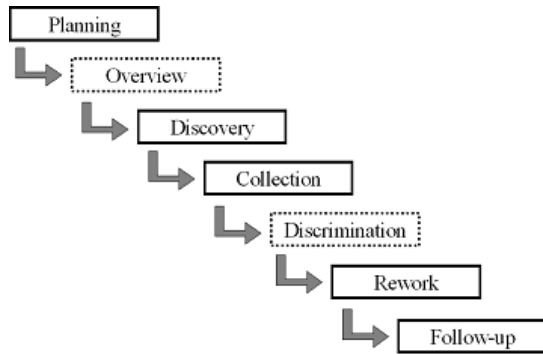 Planning
Overview
Discovery
Collection
Discrimination
Rework
Follow-up